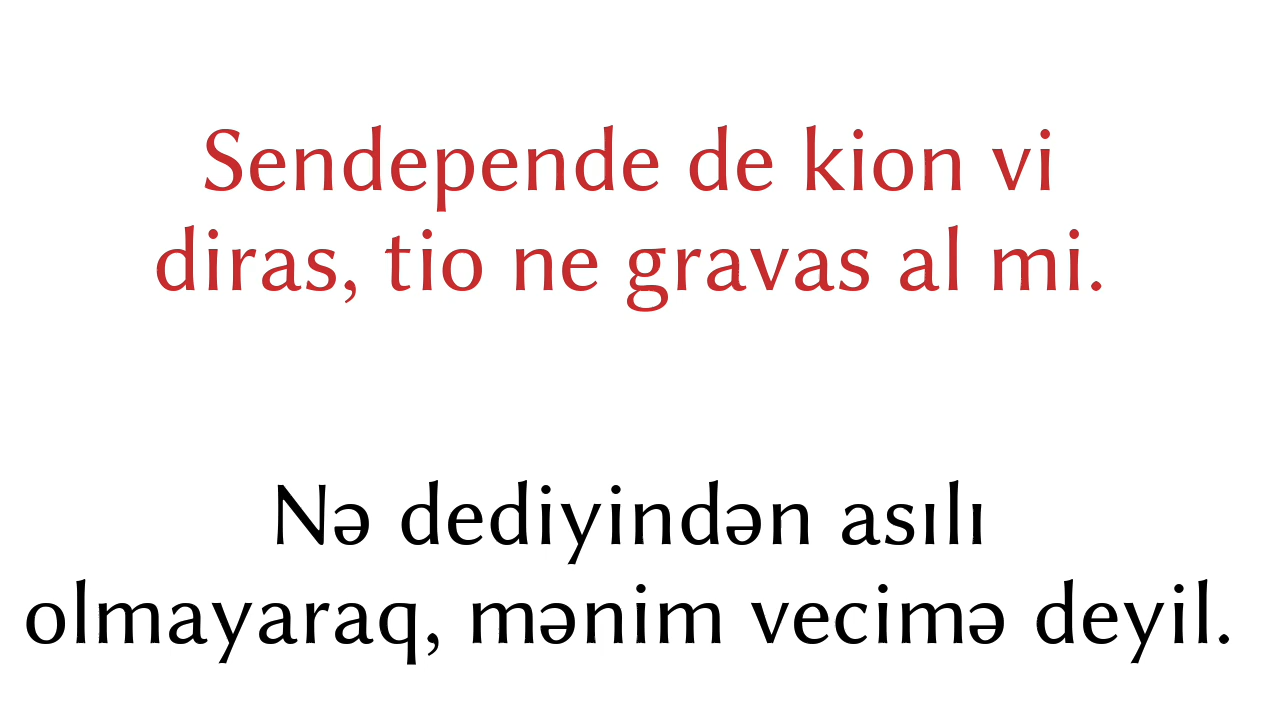 Sendepende de kion vi
diras, tio ne gravas al mi.
Nə dediyindən asılı
olmayaraq, mənim vecimə deyil.